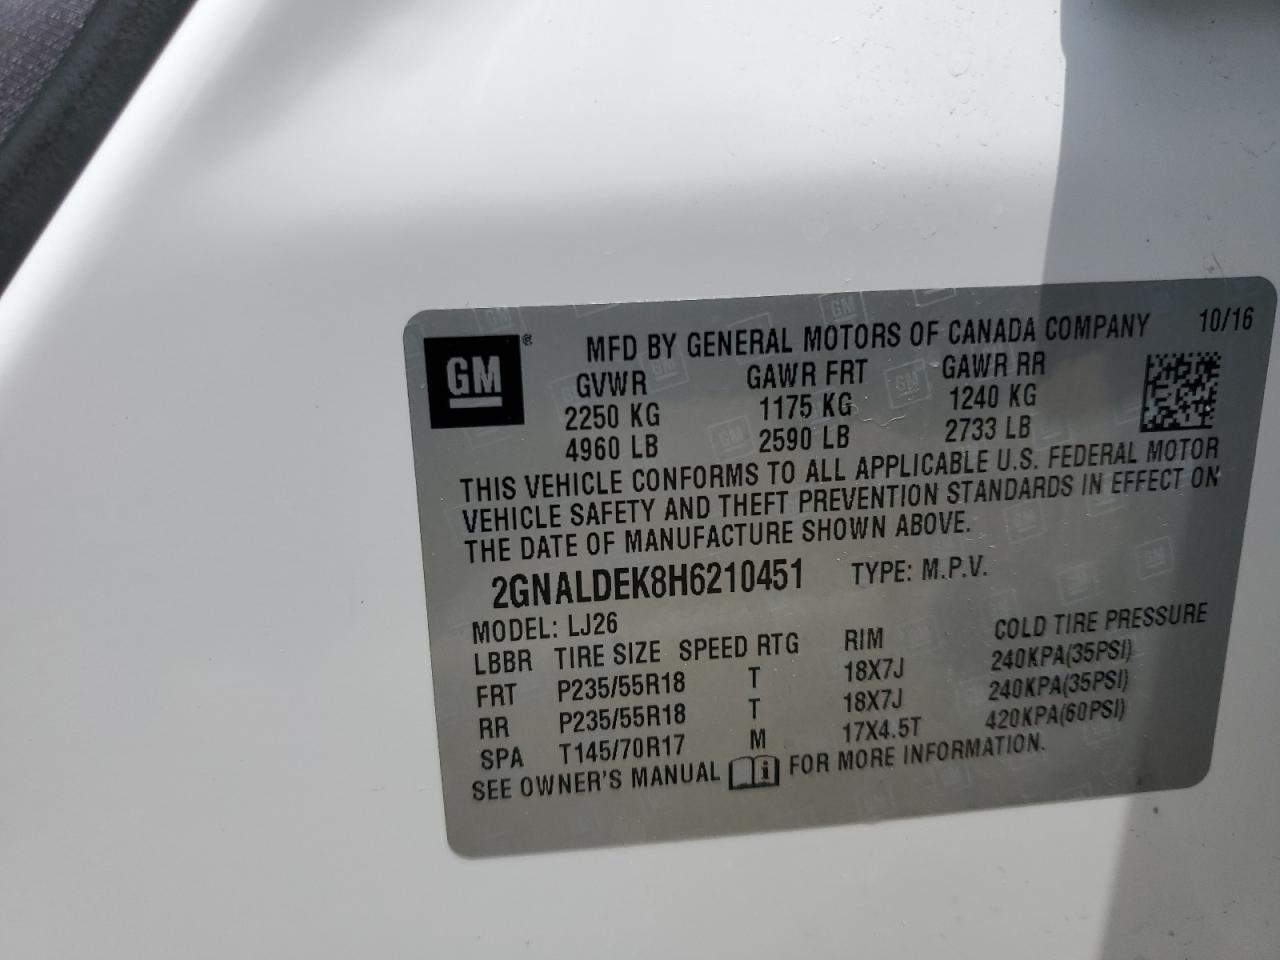 GM ® MFD BY GENERAL MOTORS OF CANADA COMPANY 10/16
GVWR GAWR FRT GAWR RR
2250 KG 1175 KG 1240 KG
4960 LB 2590 LB 2733 LB
THIS VEHICLE CONFORMS TO ALL APPLICABLE U.S. FEDERAL MOTOR
VEHICLE SAFETY AND THEFT PREVENTION STANDARDS IN EFFECT ON
THE DATE OF MANUFACTURE SHOWN ABOVE.
2GNALDEK8H6210451 TYPE: M.P.V.
MODEL: LJ26
LBBR TIRE SIZE SPEED RTG RIM COLD TIRE PRESSURE
FRT P235/55R18 T 18X7J 240KPA(35PSI)
RR P235/55R18 T 18X7J 240KPA(35PSI)
SPA T145/70R17 M 17X4.5T 420KPA(60PSI)
SEE OWNER'S MANUAL FOR MORE INFORMATION.